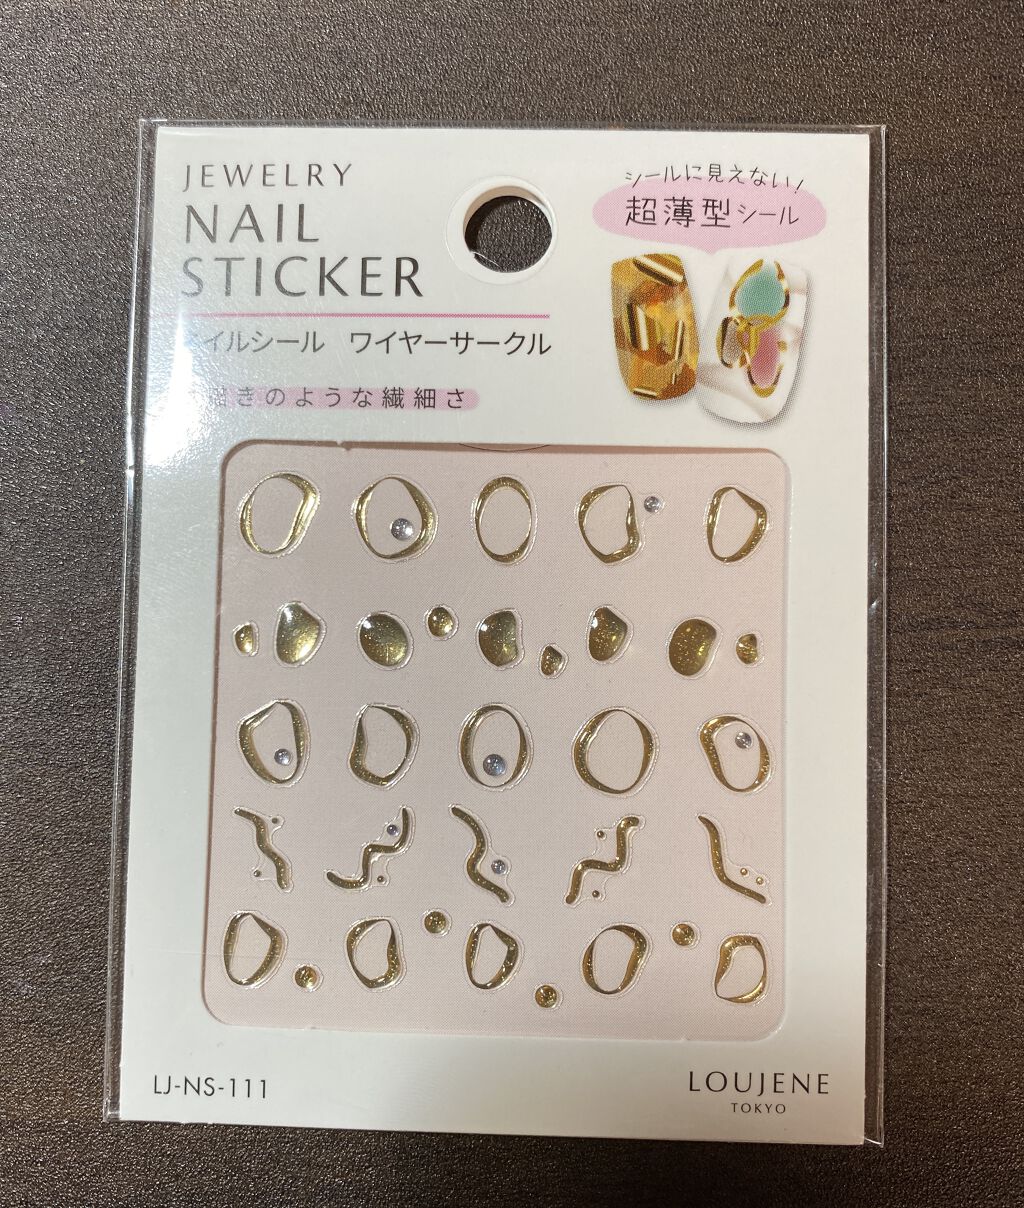 JEWELRY
NAIL
STICKER
イルシール ワイヤーサークル
描きのような繊細さ
シールに見えない!
超薄型シール
LJ-NS-111
LOUJENE
TOKYO